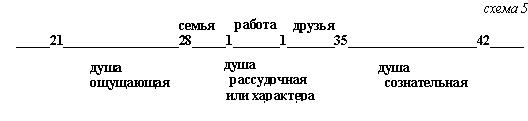 схема 5
семья работа друзья
21 28 1 1 35 42
душа душа душа
ощущающая рассудочная сознательная
или характера